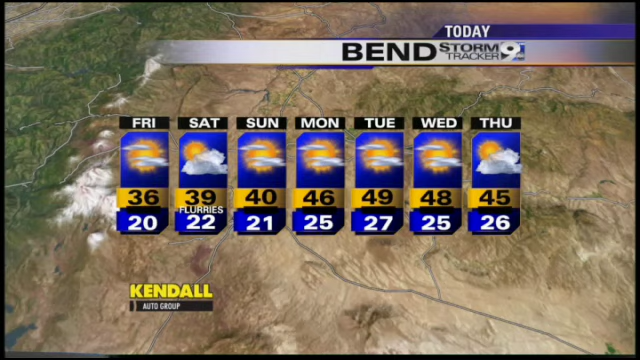 TODAY
BEND STORM TRACKER 9
FRI SAT SUN MON TUE WED THU
36 39 40 46 49 48 45
FLURRIES
20 22 21 25 27 25 26
KENDALL
AUTO GROUP